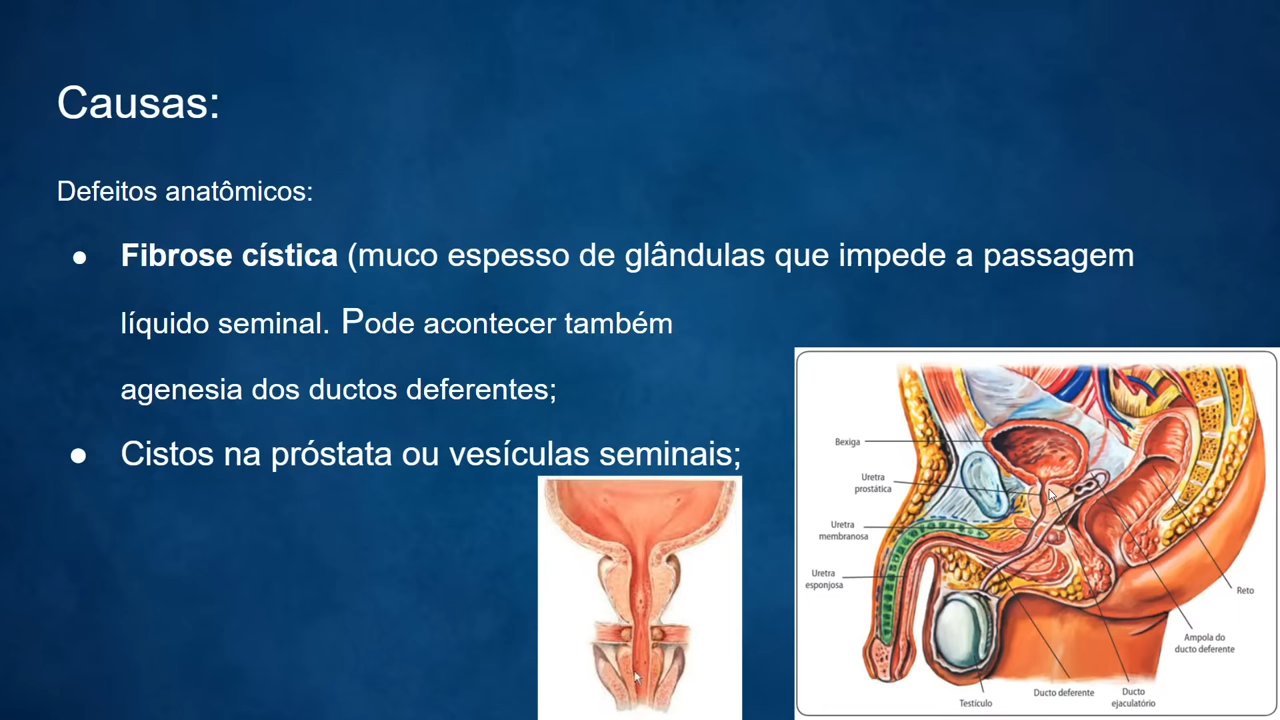 Causas:
Defeitos anatômicos:
● Fibrose cística (muco espesso de glândulas que impede a passagem
líquido seminal. Pode acontecer também
agenesia dos ductos deferentes;
● Cistos na próstata ou vesículas seminais;
Bexiga
Uretra
prostática
Uretra
membranosa
Uretra
esponjosa
Reto
Ampola do
ducto deferente
Testículo
Ducto deferente
Ducto
ejaculatório